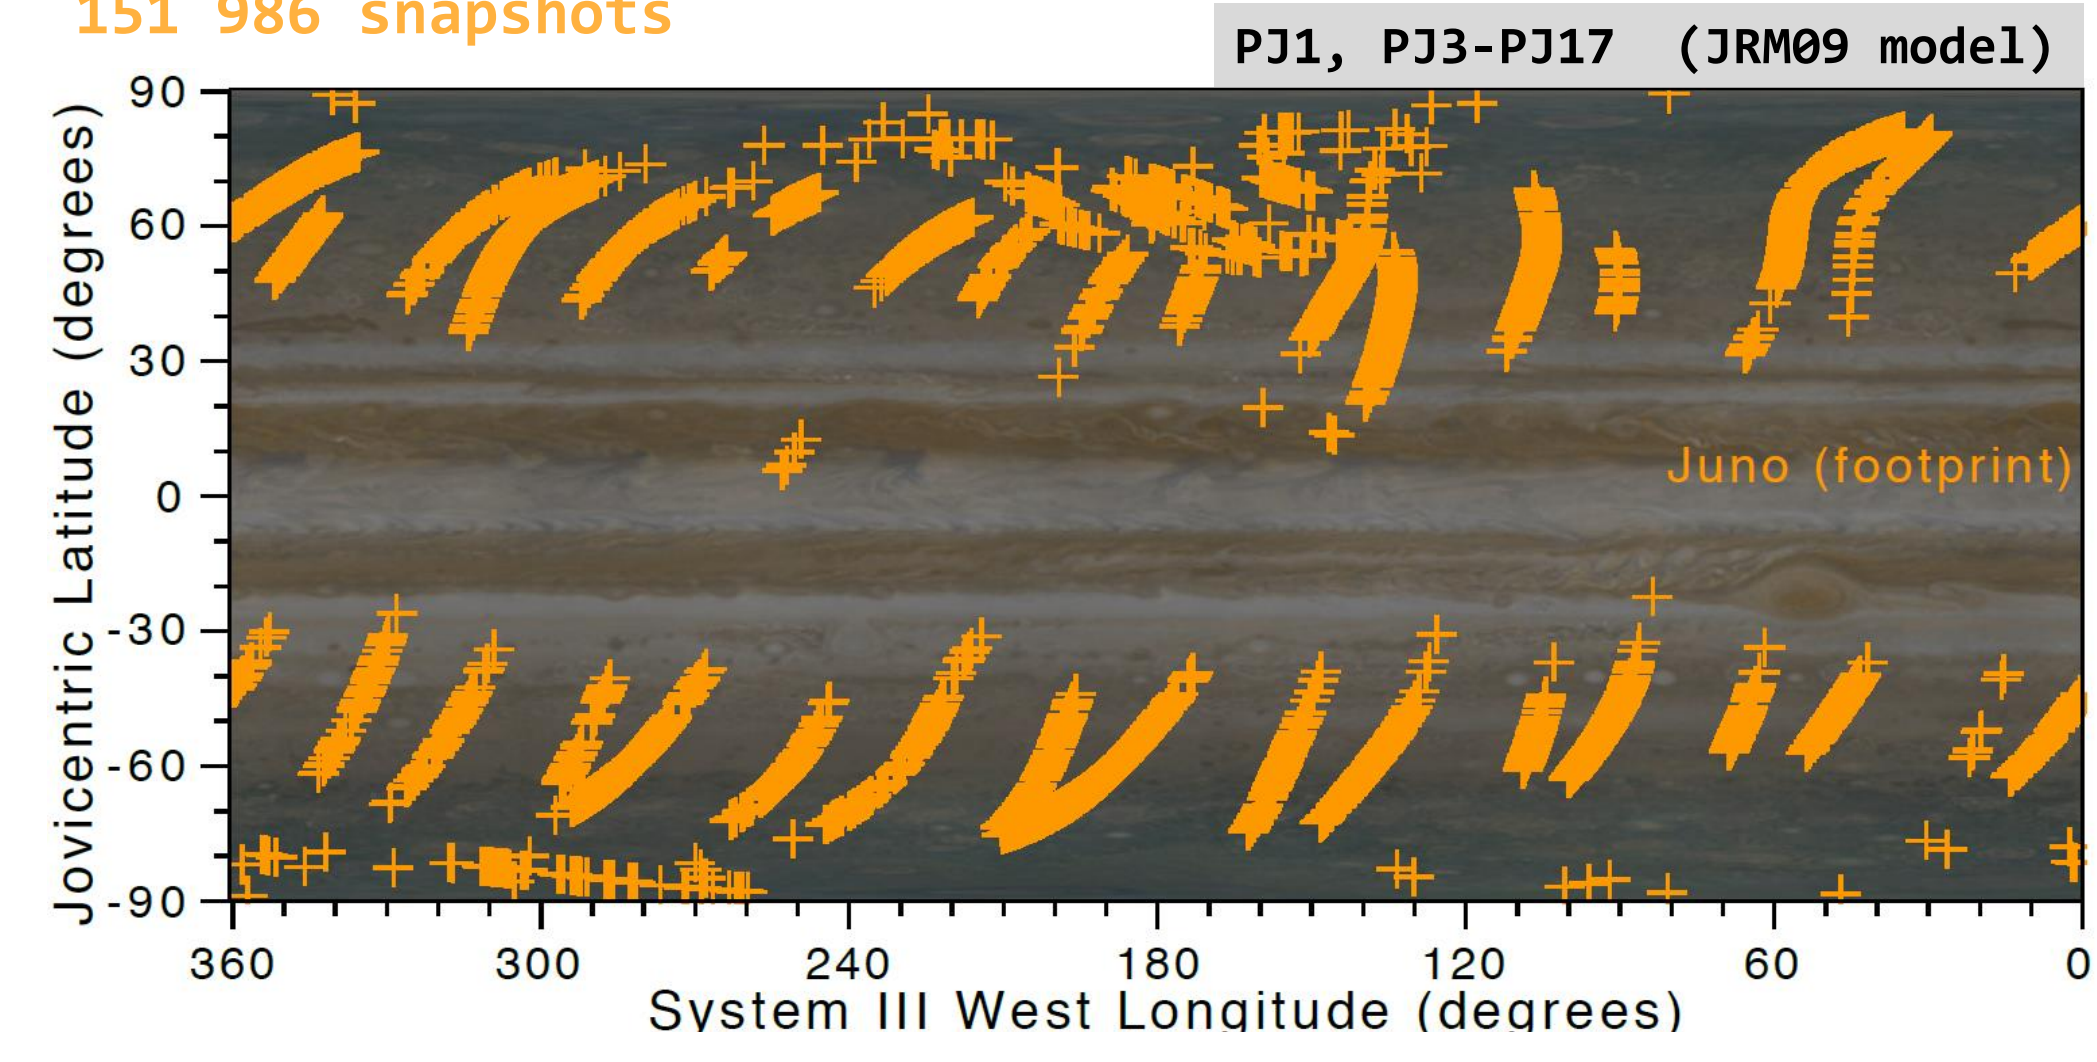 151 986 snapshots
PJ1, PJ3-PJ17 (JRM09 model)
90
60
30
0
-30
-60
-90
Jovicentric Latitude (degrees)
Juno (footprint)
360 300 240 180 120 60 0
System III West Longitude (degrees)